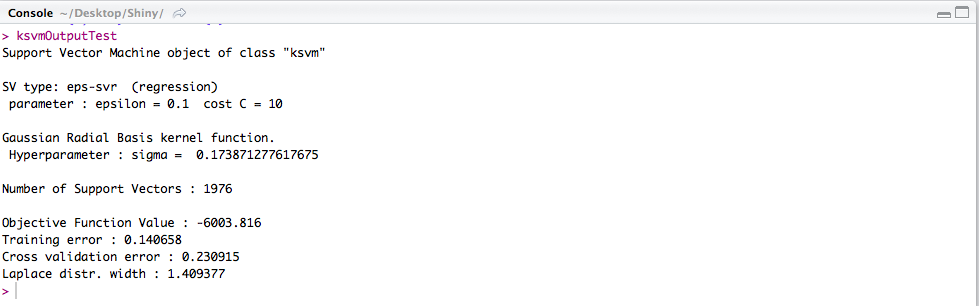 Console ~/Desktop/Shiny/
> ksvmOutputTest
Support Vector Machine object of class "ksvm"
SV type: eps-svr (regression)
parameter : epsilon = 0.1 cost C = 10
Gaussian Radial Basis kernel function.
Hyperparameter : sigma = 0.173871277617675
Number of Support Vectors : 1976
Objective Function Value : -6003.816
Training error : 0.140658
Cross validation error : 0.230915
Laplace distr. width : 1.409377
>